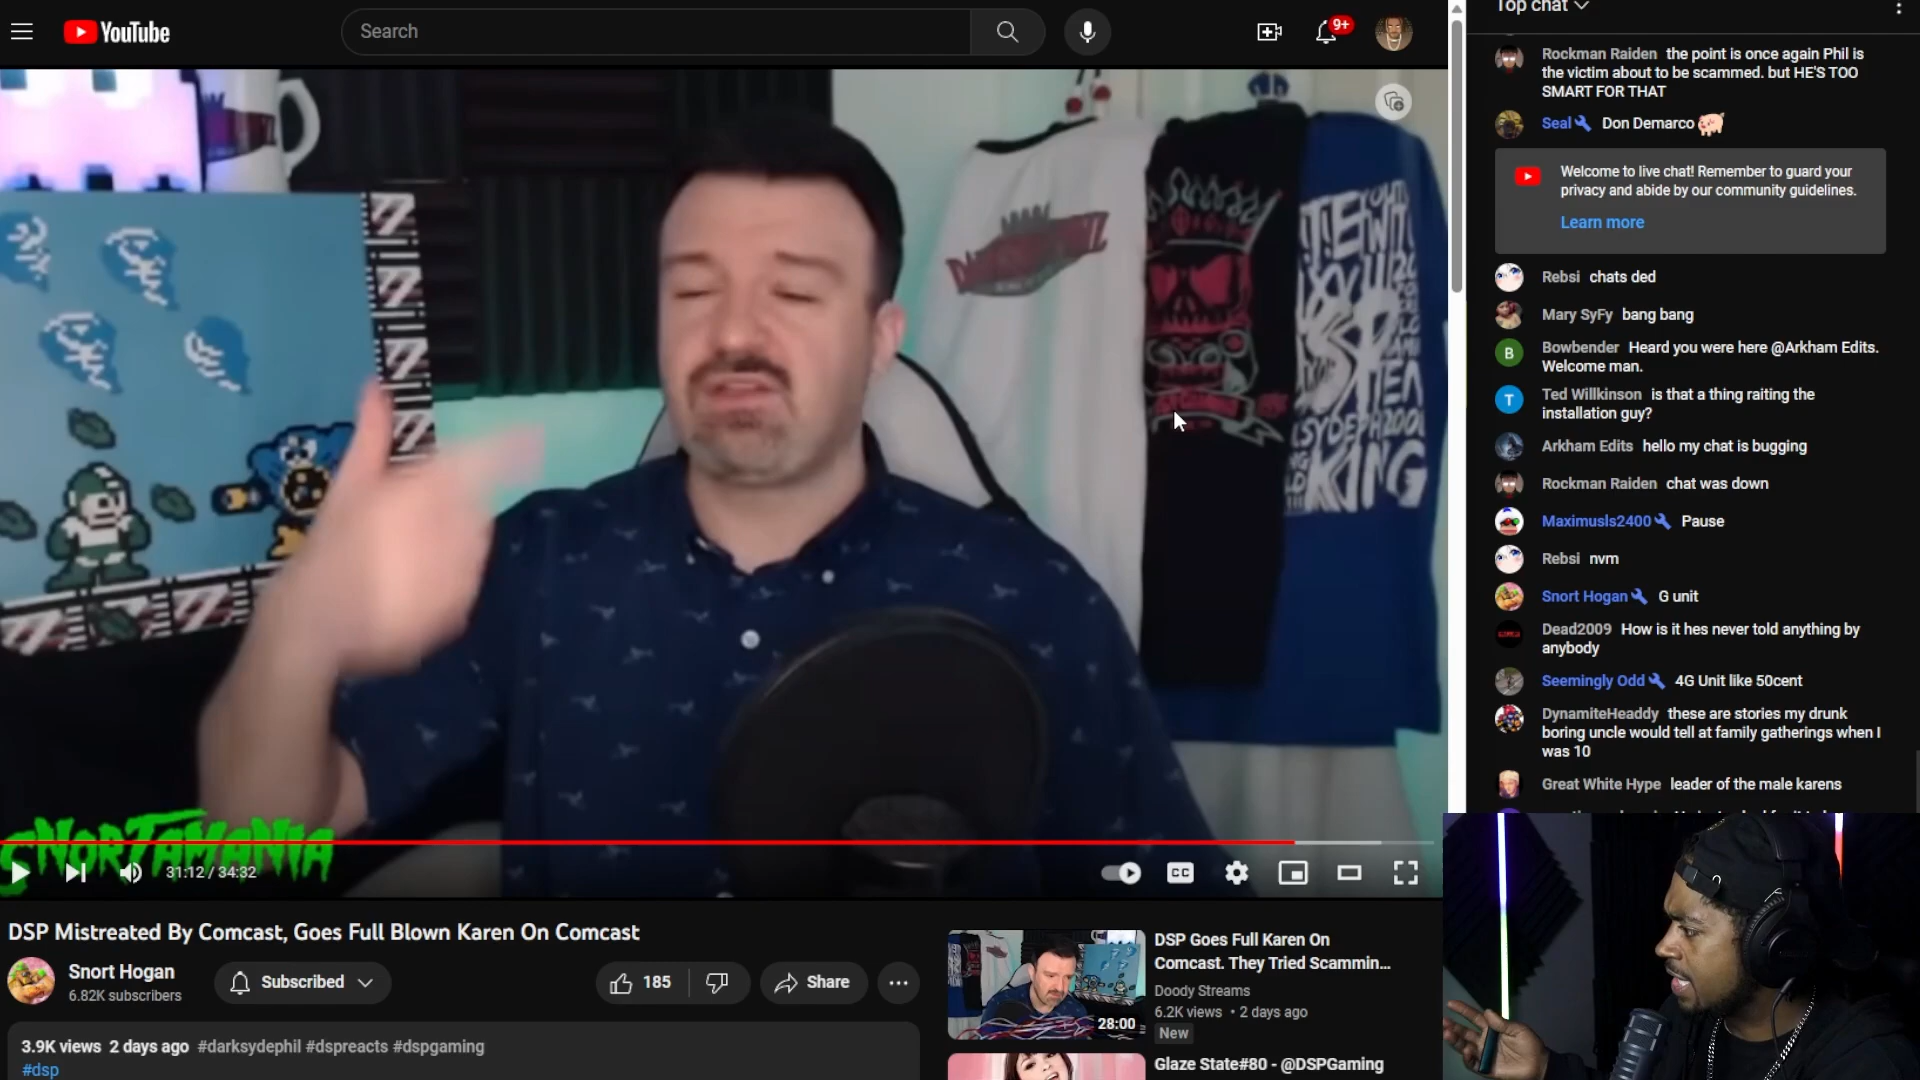 YouTube
Search
9+
Top chat
Rockman Raiden the point is once again Phil is
the victim about to be scammed. but HE'S TOO
SMART FOR THAT
Seal Don Demarco
Welcome to live chat! Remember to guard your
privacy and abide by our community guidelines.
Learn more
Rebsi chats ded
Mary SyFy bang bang
Bowbender Heard you were here @Arkham Edits.
Welcome man.
Ted Willkinson is that a thing raiting the
installation guy?
Arkham Edits hello my chat is bugging
Rockman Raiden chat was down
Maximusls2400 Pause
Rebsi nvm
Snort Hogan G unit
Dead2009 How is it hes never told anything by
anybody
Seemingly Odd 4G Unit like 50cent
DynamiteHeaddy these are stories my drunk
boring uncle would tell at family gatherings when I
was 10
Great White Hype leader of the male karens
KING
SNORTAMANIA
31:12 / 34:32
CC
DSP Mistreated By Comcast, Goes Full Blown Karen On Comcast
Snort Hogan
6.82K subscribers
Subscribed
185
Share
3.9K views 2 days ago #darksydephil #dspreacts #dspgaming
#dsp
28:00
DSP Goes Full Karen On
Comcast. They Tried Scammin...
Doody Streams
6.2K views • 2 days ago
New
Glaze State#80 - @DSPGaming